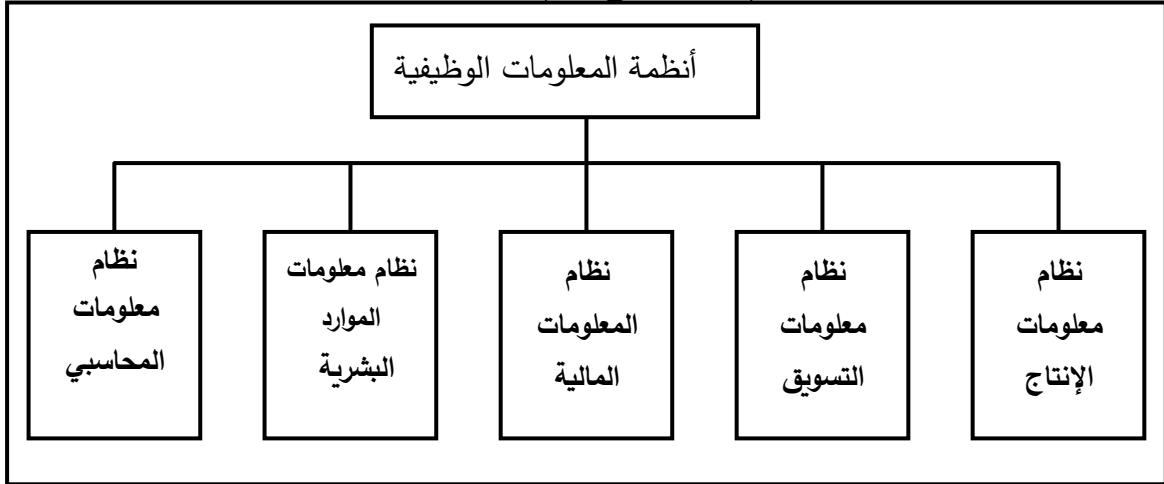 أنظمة المعلومات الوظيفية
نظام
معلومات
الإنتاج
نظام
معلومات
التسويق
نظام
المعلومات
المالية
نظام معلومات
الموارد
البشرية
نظام
معلومات
المحاسبي